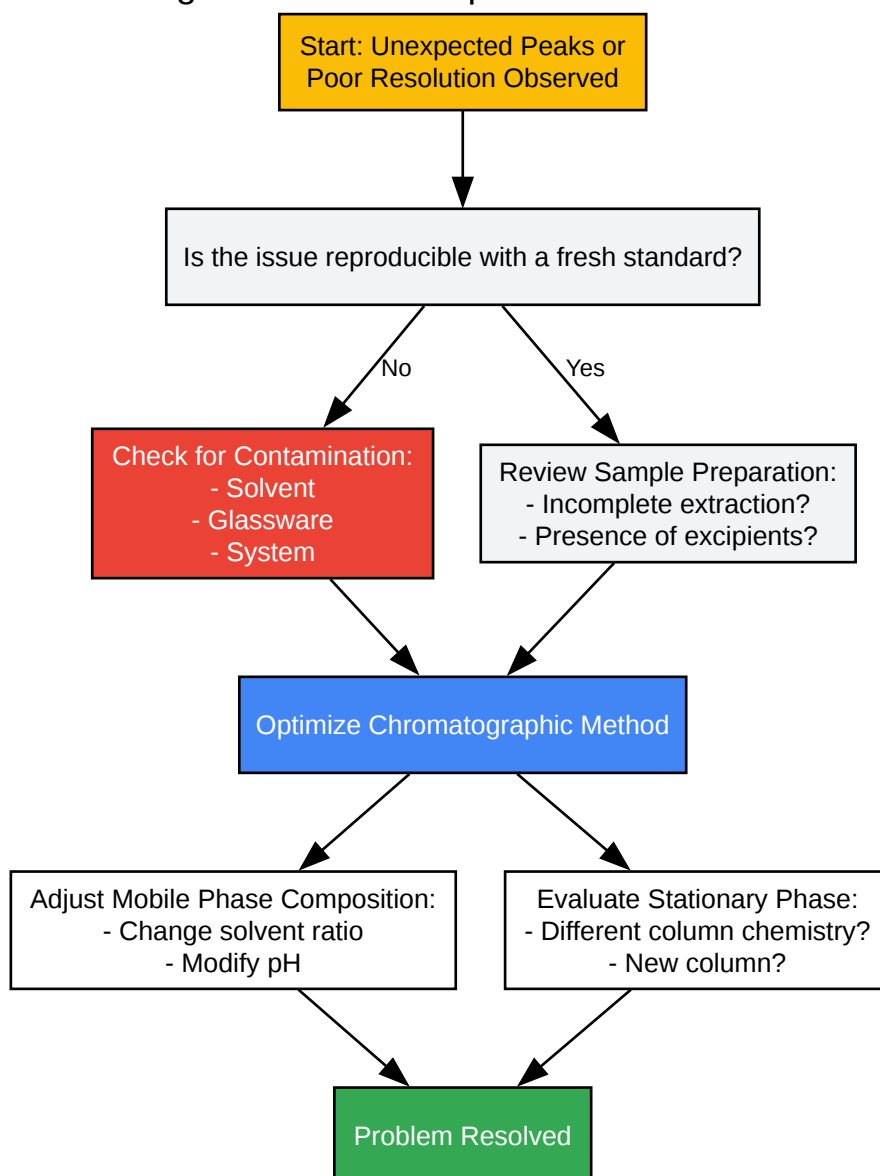 Start: Unexpected Peaks or
Poor Resolution Observed
Is the issue reproducible with a fresh standard?
No
Yes
Check for Contamination:
- Solvent
- Glassware
- System
Review Sample Preparation:
- Incomplete extraction?
- Presence of excipients?
Optimize Chromatographic Method
Adjust Mobile Phase Composition:
- Change solvent ratio
- Modify pH
Evaluate Stationary Phase:
- Different column chemistry?
- New column?
Problem Resolved